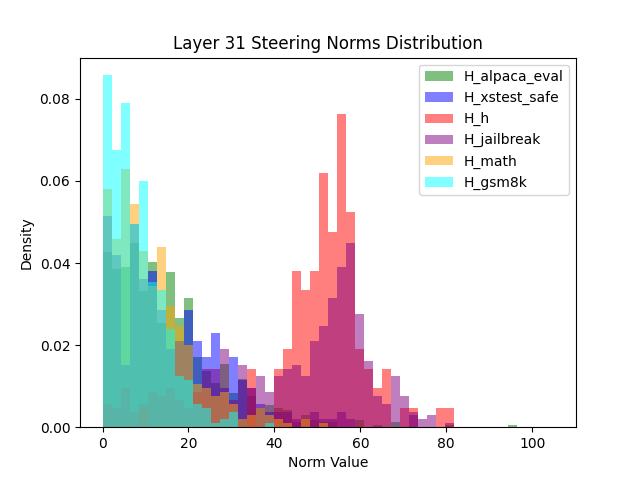 Layer 31 Steering Norms Distribution
H_alpaca_eval
H_xstest_safe
H_h
H_jailbreak
H_math
H_gsm8k
Density
0.08
0.06
0.04
0.02
0.00
0
20
40
60
80
100
Norm Value